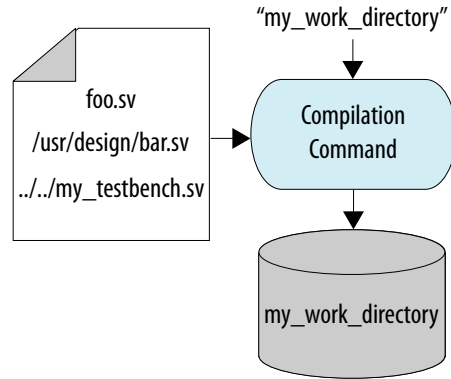 “my_work_directory”
foo.sv
/usr/design/bar.sv
../../my_testbench.sv
Compilation
Command
my_work_directory